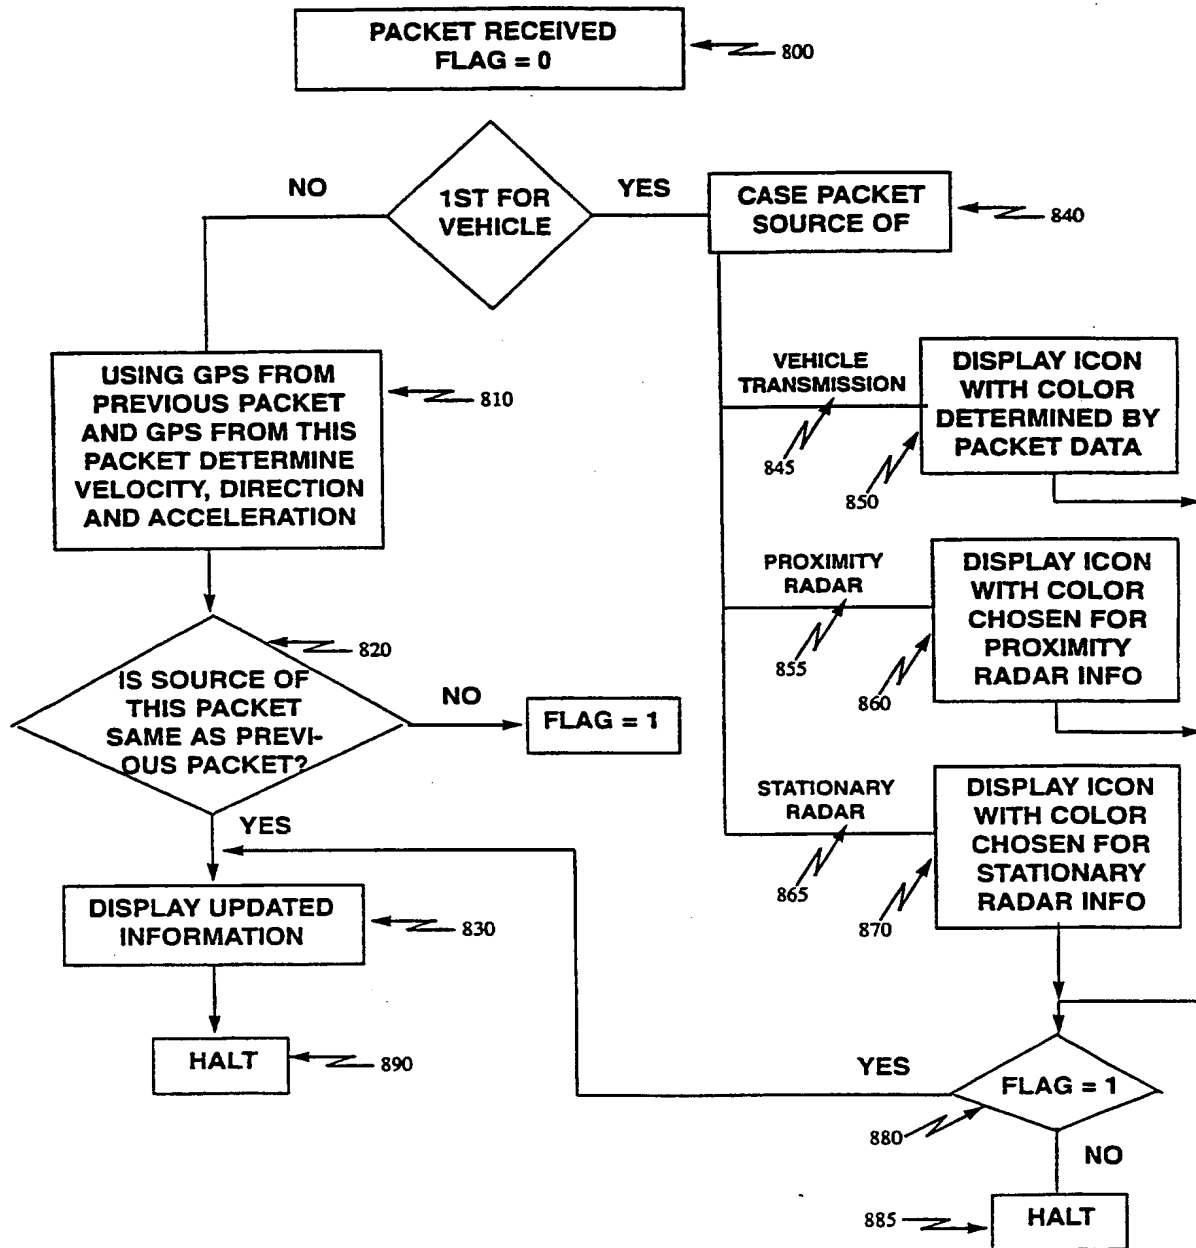 PACKET RECEIVED
FLAG = 0
800
NO
1ST FOR
VEHICLE
YES
CASE PACKET
SOURCE OF
840
USING GPS FROM
PREVIOUS PACKET
AND GPS FROM THIS
PACKET DETERMINE
VELOCITY, DIRECTION
AND ACCELERATION
810
VEHICLE
TRANSMISSION
845
DISPLAY ICON
WITH COLOR
DETERMINED BY
PACKET DATA
850
PROXIMITY
RADAR
855
DISPLAY ICON
WITH COLOR
CHOSEN FOR
PROXIMITY
RADAR INFO
860
820
IS SOURCE OF
THIS PACKET
SAME AS PREVI-
OUS PACKET?
NO
FLAG = 1
STATIONARY
RADAR
865
DISPLAY ICON
WITH COLOR
CHOSEN FOR
STATIONARY
RADAR INFO
870
YES
DISPLAY UPDATED
INFORMATION
830
HALT
890
YES
FLAG = 1
880
NO
885
HALT